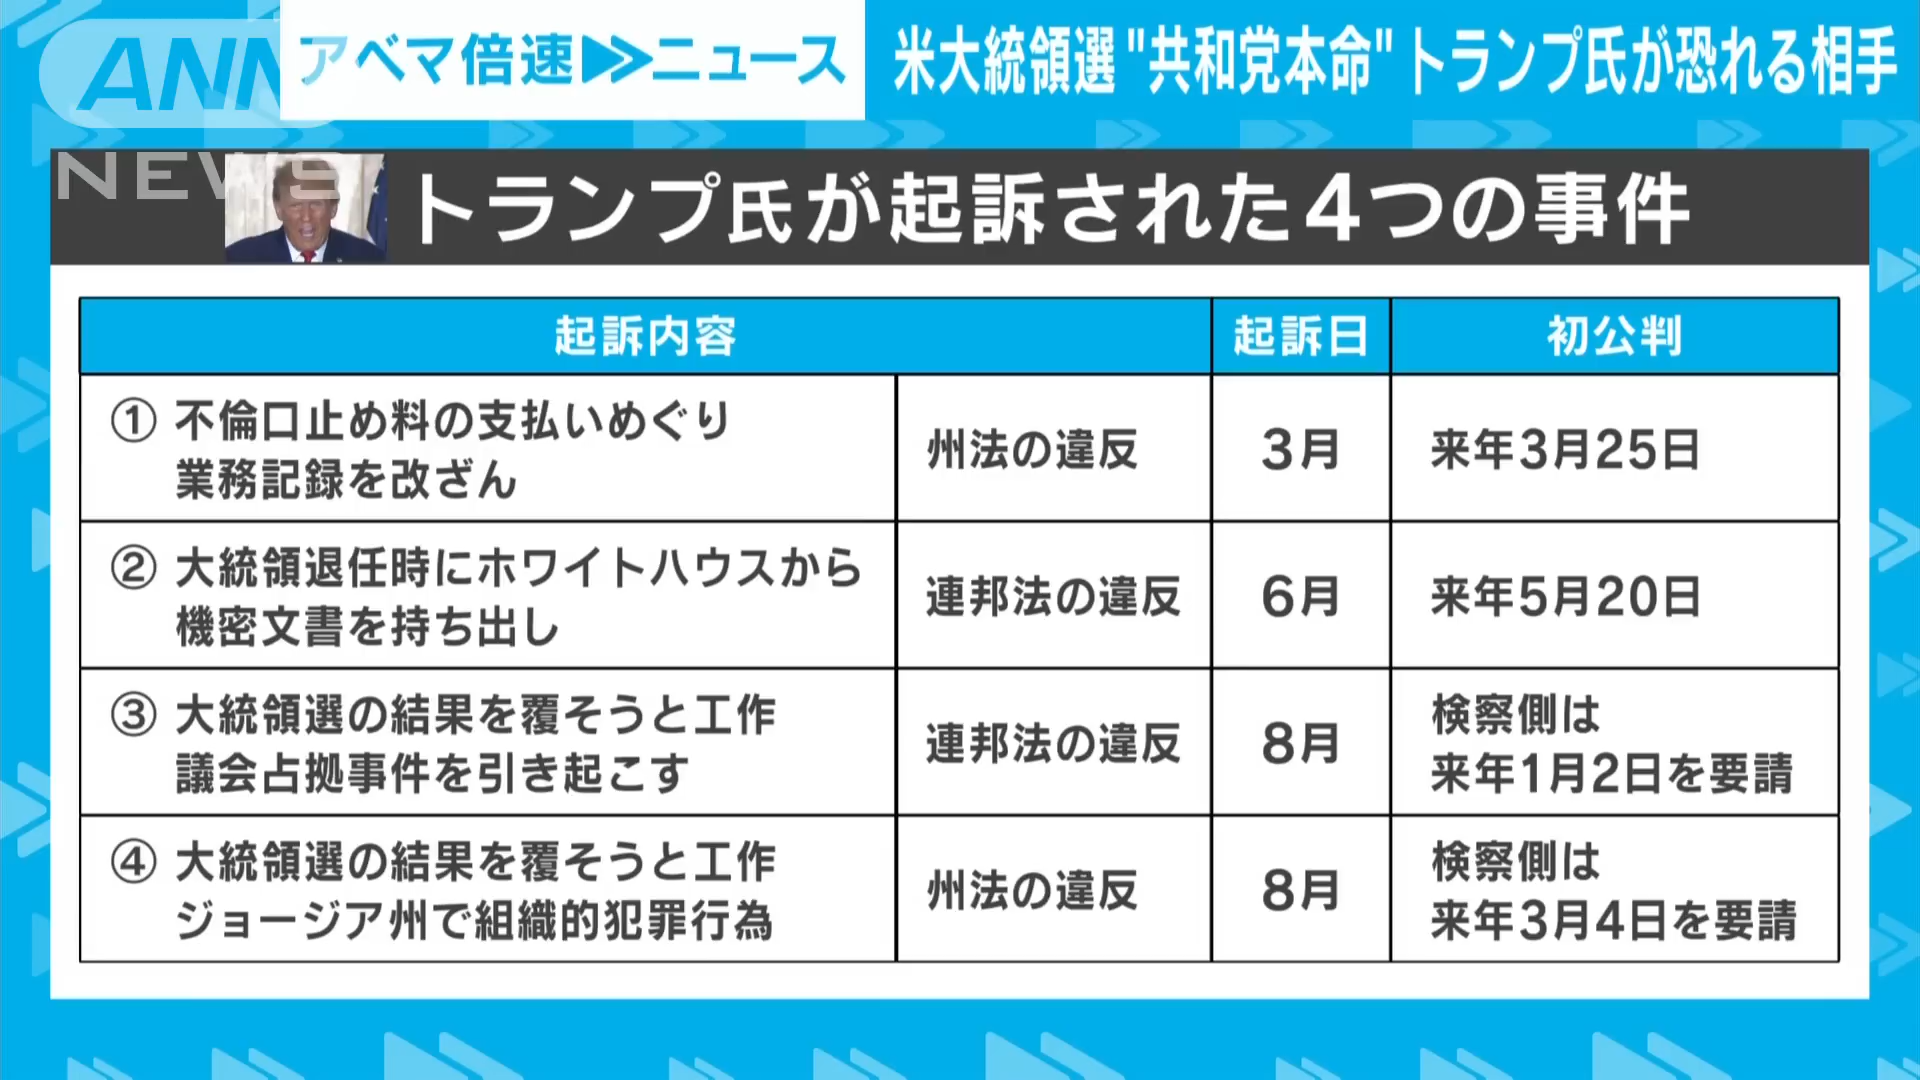 ANN
NEWS
アベマ倍速ニュース
米大統領選"共和党本命"トランプ氏が恐れる相手
トランプ氏が起訴された4つの事件
起訴内容
起訴日
初公判
① 不倫口止め料の支払いめぐり
業務記録を改ざん
州法の違反
3月
来年3月25日
② 大統領退任時にホワイトハウスから
機密文書を持ち出し
連邦法の違反
6月
来年5月20日
③ 大統領選の結果を覆そうと工作
議会占拠事件を引き起こす
連邦法の違反
8月
検察側は
来年1月2日を要請
④ 大統領選の結果を覆そうと工作
ジョージア州で組織的犯罪行為
州法の違反
8月
検察側は
来年3月4日を要請